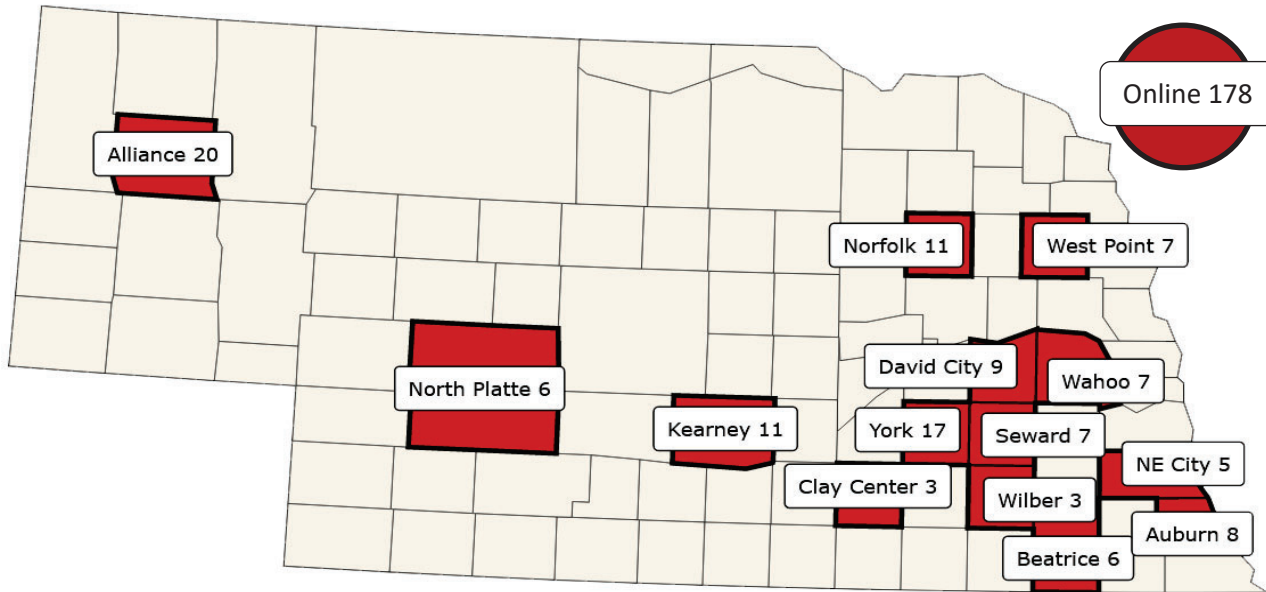 Online 178
Alliance 20
Norfolk 11
West Point 7
David City 9
Wahoo 7
North Platte 6
Kearney 11
York 17
Seward 7
NE City 5
Clay Center 3
Wilber 3
Auburn 8
Beatrice 6